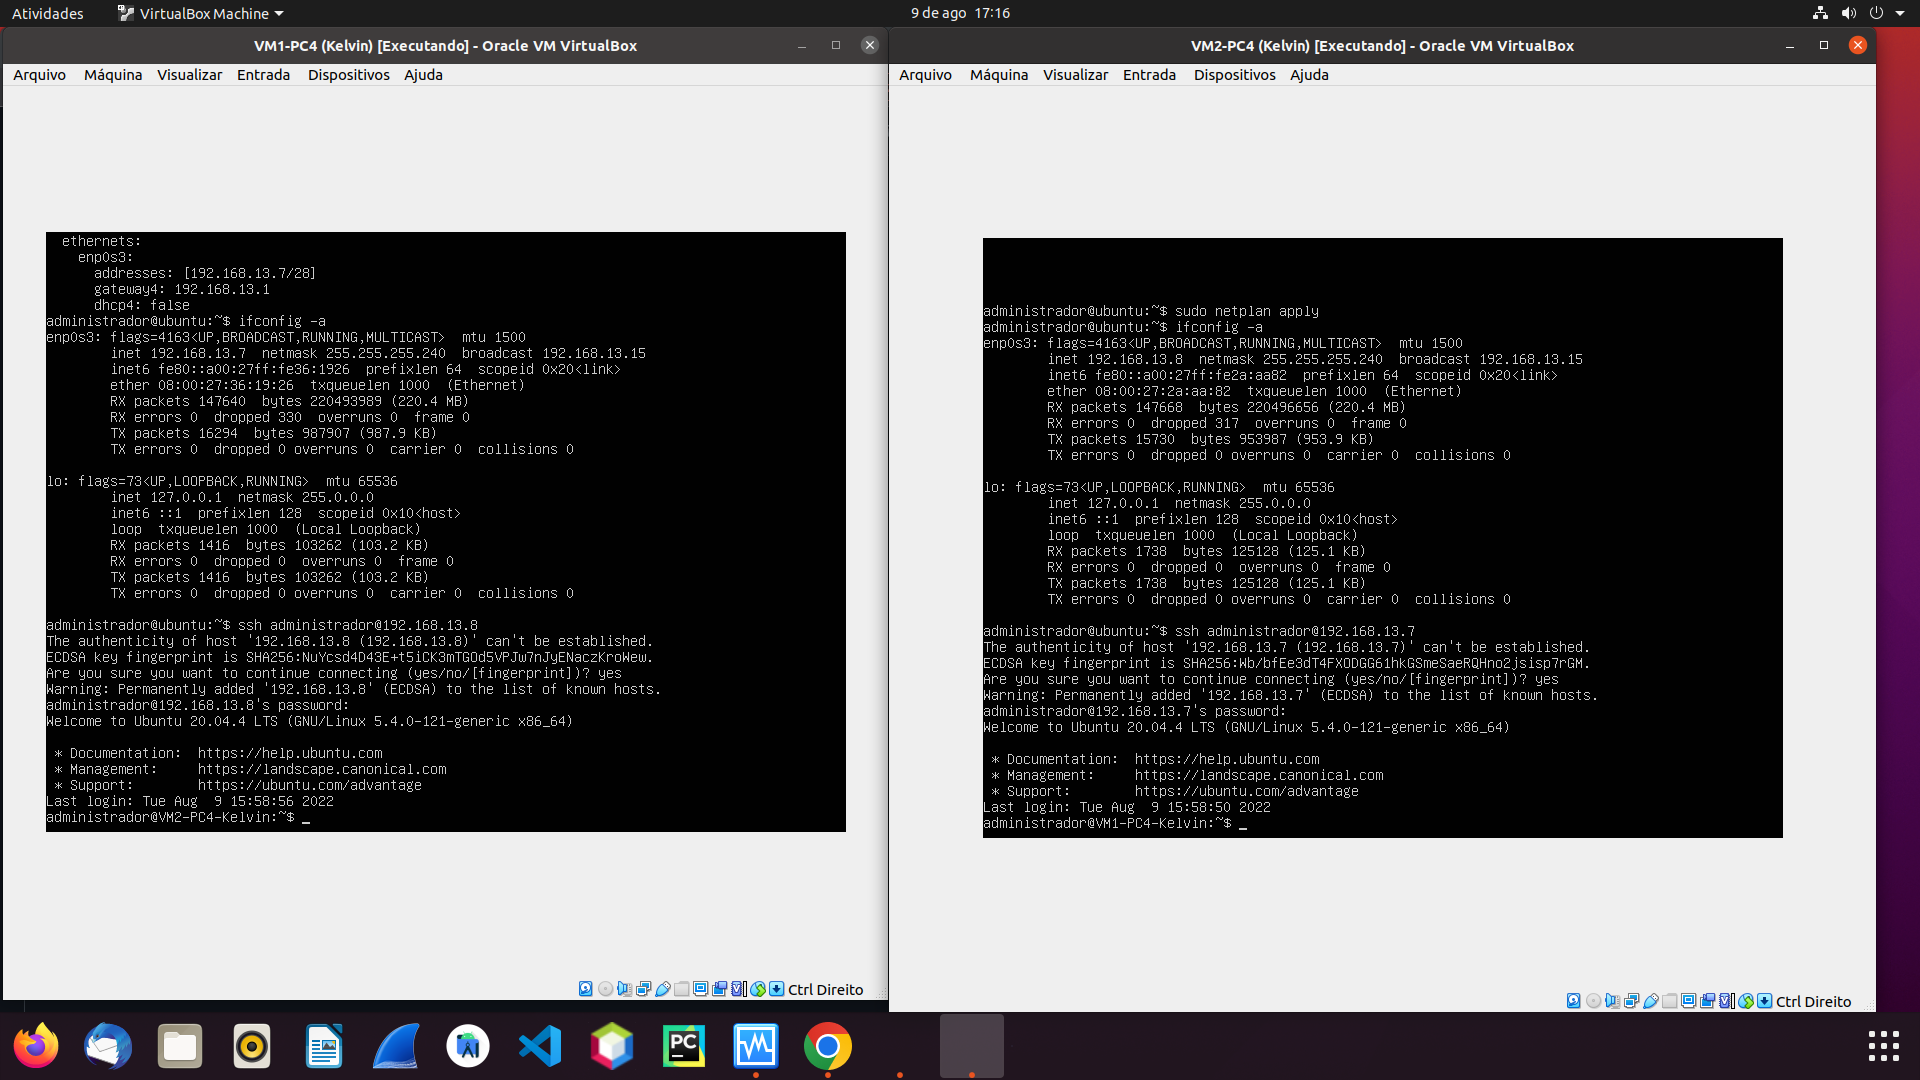 Atividades
VirtualBox Machine
9 de ago 17:16
VM1-PC4 (Kelvin) [Executando] - Oracle VM VirtualBox
Arquivo Máquina Visualizar Entrada Dispositivos Ajuda
ethernets:
enp0s3:
addresses: [192.168.13.7/28]
gateway4: 192.168.13.1
dhcp4: false
administrador@ubuntu:~$ ifconfig -a
enp0s3: flags=4163<UP,BROADCAST,RUNNING,MULTICAST> mtu 1500
inet 192.168.13.7 netmask 255.255.255.240 broadcast 192.168.13.15
inet6 fe80::a00:27ff:fe36:1926 prefixlen 64 scopeid 0x20<link>
ether 08:00:27:36:19:26 txqueuelen 1000 (Ethernet)
RX packets 147640 bytes 220493989 (220.4 MB)
RX errors 0 dropped 330 overruns 0 frame 0
TX packets 16294 bytes 987907 (987.9 KB)
TX errors 0 dropped 0 overruns 0 carrier 0 collisions 0
lo: flags=73<UP,LOOPBACK,RUNNING> mtu 65536
inet 127.0.0.1 netmask 255.0.0.0
inet6 ::1 prefixlen 128 scopeid 0x10<host>
loop txqueuelen 1000 (Local Loopback)
RX packets 1416 bytes 103262 (103.2 KB)
RX errors 0 dropped 0 overruns 0 frame 0
TX packets 1416 bytes 103262 (103.2 KB)
TX errors 0 dropped 0 overruns 0 carrier 0 collisions 0
administrador@ubuntu:~$ ssh administrador@192.168.13.8
The authenticity of host '192.168.13.8 (192.168.13.8)' can't be established.
ECDSA key fingerprint is SHA256:NuYcsd4D43E+t5iCK3mTGOd5VPJw7nJyENaczKroWew.
Are you sure you want to continue connecting (yes/no/[fingerprint])? yes
Warning: Permanently added '192.168.13.8' (ECDSA) to the list of known hosts.
administrador@192.168.13.8's password:
Welcome to Ubuntu 20.04.4 LTS (GNU/Linux 5.4.0-121-generic x86_64)
* Documentation: https://help.ubuntu.com
* Management: https://landscape.canonical.com
* Support: https://ubuntu.com/advantage
Last login: Tue Aug 9 15:58:56 2022
administrador@VM2-PC4-Kelvin:~$ _
Ctrl Direito
VM2-PC4 (Kelvin) [Executando] - Oracle VM VirtualBox
Arquivo Máquina Visualizar Entrada Dispositivos Ajuda
administrador@ubuntu:~$ sudo netplan apply
administrador@ubuntu:~$ ifconfig -a
enp0s3: flags=4163<UP,BROADCAST,RUNNING,MULTICAST> mtu 1500
inet 192.168.13.8 netmask 255.255.255.240 broadcast 192.168.13.15
inet6 fe80::a00:27ff:fe2a:aa82 prefixlen 64 scopeid 0x20<link>
ether 08:00:27:2a:aa:82 txqueuelen 1000 (Ethernet)
RX packets 147668 bytes 220496656 (220.4 MB)
RX errors 0 dropped 317 overruns 0 frame 0
TX packets 15730 bytes 953987 (953.9 KB)
TX errors 0 dropped 0 overruns 0 carrier 0 collisions 0
lo: flags=73<UP,LOOPBACK,RUNNING> mtu 65536
inet 127.0.0.1 netmask 255.0.0.0
inet6 ::1 prefixlen 128 scopeid 0x10<host>
loop txqueuelen 1000 (Local Loopback)
RX packets 1738 bytes 125128 (125.1 KB)
RX errors 0 dropped 0 overruns 0 frame 0
TX packets 1738 bytes 125128 (125.1 KB)
TX errors 0 dropped 0 overruns 0 carrier 0 collisions 0
administrador@ubuntu:~$ ssh administrador@192.168.13.7
The authenticity of host '192.168.13.7 (192.168.13.7)' can't be established.
ECDSA key fingerprint is SHA256:Wb/bfEe3dT4FXODGG61hkGSmeSaeRQHno2jsisp7rGM.
Are you sure you want to continue connecting (yes/no/[fingerprint])? yes
Warning: Permanently added '192.168.13.7' (ECDSA) to the list of known hosts.
administrador@192.168.13.7's password:
Welcome to Ubuntu 20.04.4 LTS (GNU/Linux 5.4.0-121-generic x86_64)
* Documentation: https://help.ubuntu.com
* Management: https://landscape.canonical.com
* Support: https://ubuntu.com/advantage
Last login: Tue Aug 9 15:58:50 2022
administrador@VM1-PC4-Kelvin:~$ _
Ctrl Direito
PC